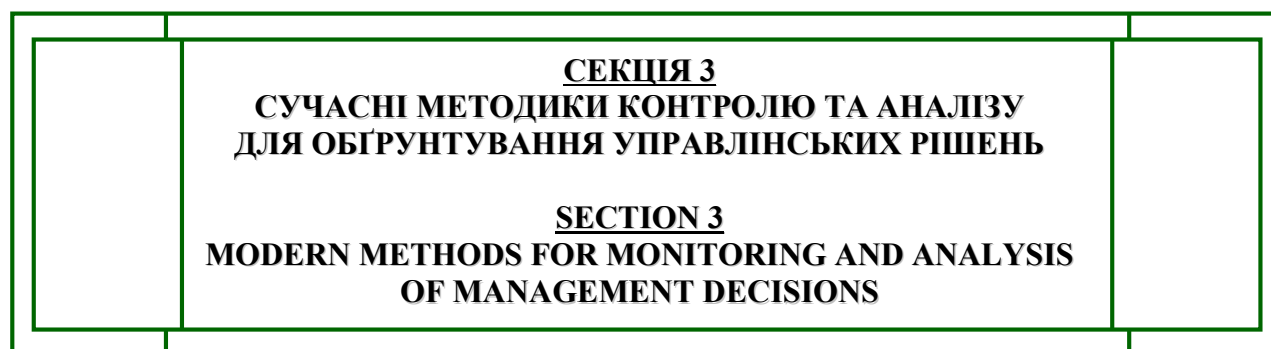 СЕКЦІЯ 3
СУЧАСНІ МЕТОДИКИ КОНТРОЛЮ ТА АНАЛІЗУ
ДЛЯ ОБҐРУНТУВАННЯ УПРАВЛІНСЬКИХ РІШЕНЬ
SECTION 3
MODERN METHODS FOR MONITORING AND ANALYSIS
OF MANAGEMENT DECISIONS